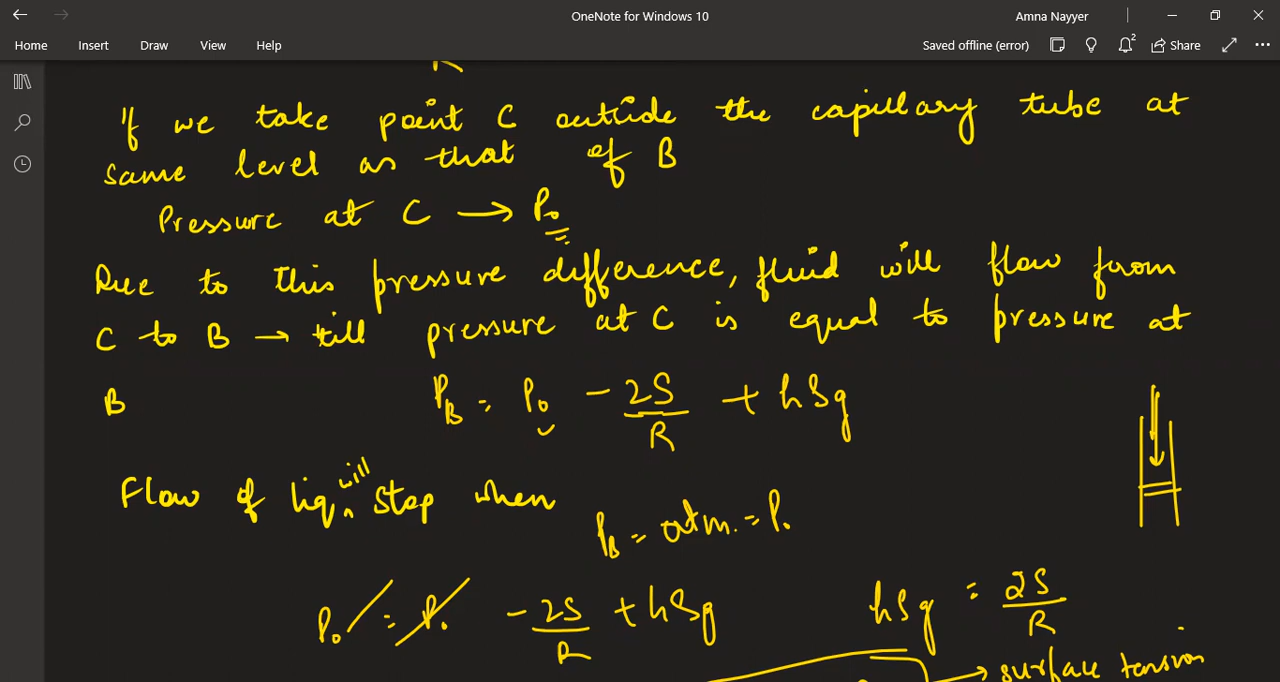 OneNote for Windows 10
Amna Nayyer
Home Insert Draw View Help
Saved offline (error) 2 Share
R
If we take point C outside the capillary tube at
same level as that of B
Pressure at C → P₀
Due to this pressure difference, fluid will flow from
C to B → till pressure at C is equal to pressure at
B
P_B = P₀ - 2S/R + hρg
Flow of liq. will stop when
P_B = atm. = P₀
P₀ = P₀ - 2S/R + hρg
hρg = 2S/R
→ surface tension